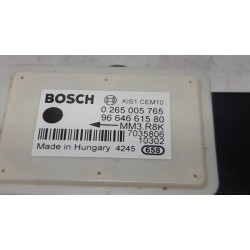 BOSCH KIS1 CEM10
0 265 005 765
96 646 615 80
MM3.R8K
7035806
10302
Made in Hungary 4245 658